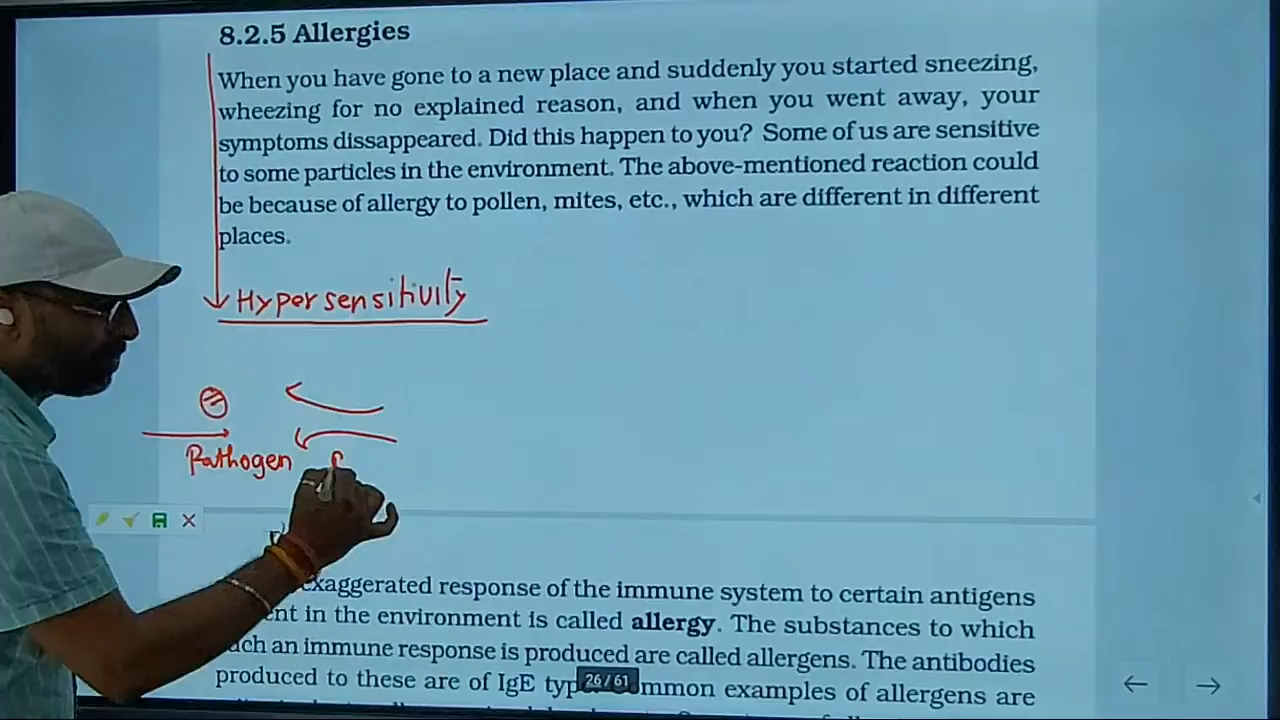 8.2.5 Allergies
When you have gone to a new place and suddenly you started sneezing,
wheezing for no explained reason, and when you went away, your
symptoms dissappeared. Did this happen to you? Some of us are sensitive
to some particles in the environment. The above-mentioned reaction could
be because of allergy to pollen, mites, etc., which are different in different
places.
Hypersensitivity
Pathogen
response of the immune system to certain antigens
in the environment is called allergy. The substances to which
an immune response is produced are called allergens. The antibodies
produced to these are of IgE 26/61 examples of allergens are